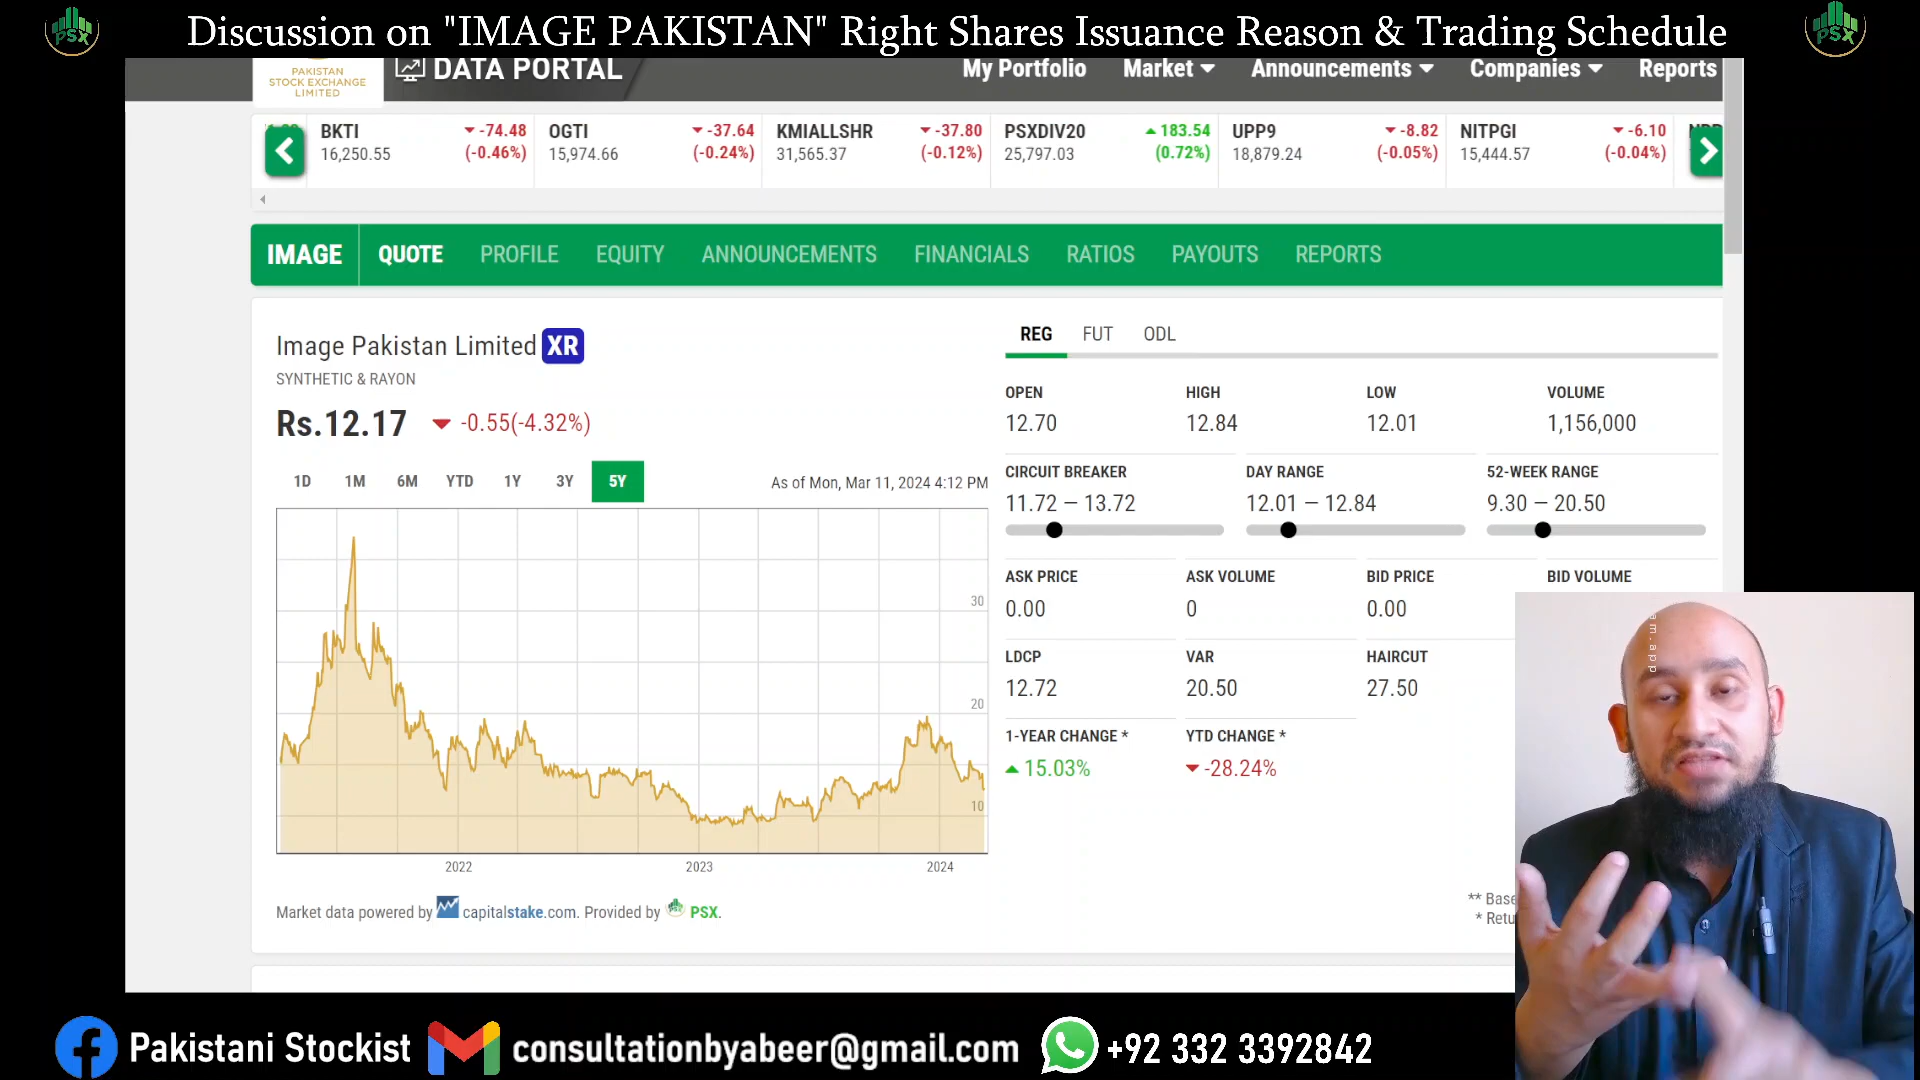 Discussion on "IMAGE PAKISTAN" Right Shares Issuance Reason & Trading Schedule
PSX
PSX
PAKISTAN
STOCK EXCHANGE
LIMITED
DATA PORTAL
My Portfolio
Market
Announcements
Companies
Reports
BKTI
-74.48
16,250.55
(-0.46%)
OGTI
-37.64
15,974.66
(-0.24%)
KMIALLSHR
-37.80
31,565.37
(-0.12%)
PSXDIV20
183.54
25,797.03
(0.72%)
UPP9
-8.82
18,879.24
(-0.05%)
NITPGI
-6.10
15,444.57
(-0.04%)
IMAGE
QUOTE
PROFILE
EQUITY
ANNOUNCEMENTS
FINANCIALS
RATIOS
PAYOUTS
REPORTS
Image Pakistan Limited XR
SYNTHETIC & RAYON
Rs.12.17
-0.55(-4.32%)
1D 1M 6M YTD 1Y 3Y 5Y
As of Mon, Mar 11, 2024 4:12 PM
30
20
10
2022 2023 2024
Market data powered by capitalstake.com. Provided by PSX.
REG FUT ODL
OPEN HIGH LOW VOLUME
12.70 12.84 12.01 1,156,000
CIRCUIT BREAKER DAY RANGE 52-WEEK RANGE
11.72 — 13.72 12.01 — 12.84 9.30 — 20.50
ASK PRICE ASK VOLUME BID PRICE BID VOLUME
0.00 0 0.00
LDCP VAR HAIRCUT
12.72 20.50 27.50
1-YEAR CHANGE * YTD CHANGE *
15.03% -28.24%
** Base
* Retu
am.app
Pakistani Stockist
consultationbyabeer@gmail.com
+92 332 3392842